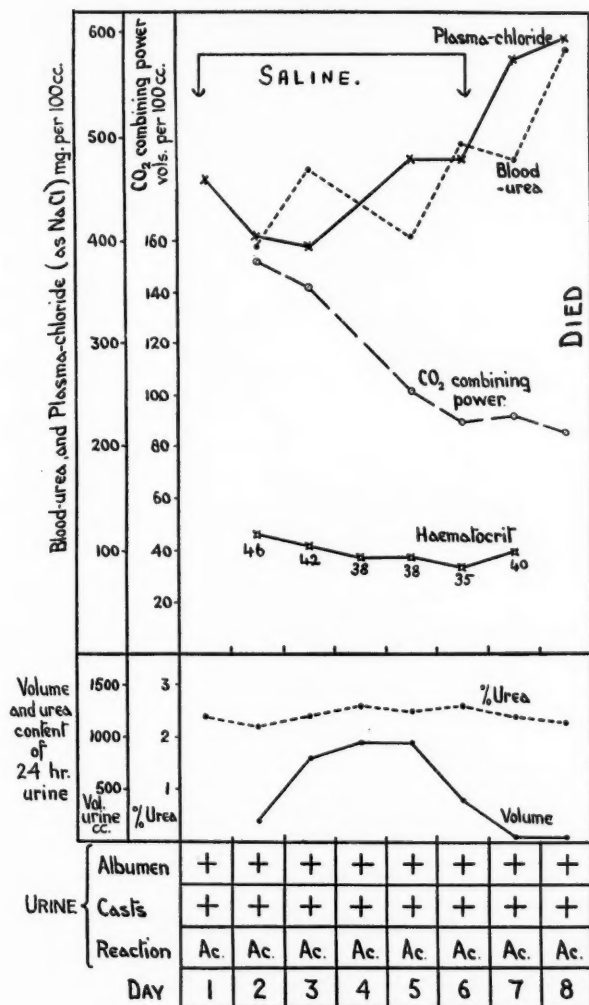 Blood-urea, and Plasma-chloride (as NaCl) mg. per 100cc.
CO₂ combining power
vols. per 100cc.
600
500
400
300
200
100
160
140
120
100
80
60
40
20
SALINE.
Plasma-chloride
Blood
-urea
CO₂ combining
power.
DIED
Haematocrit
46
42
38
38
35
40
Volume
and urea
content
of
24 hr.
urine
1500
1000
500
Vol.
urine
cc.
3
2
1
% Urea
% Urea
Volume
URINE
Albumen + + + + + + + +
Casts + + + + + + + +
Reaction Ac. Ac. Ac. Ac. Ac. Ac. Ac. Ac.
DAY 1 2 3 4 5 6 7 8